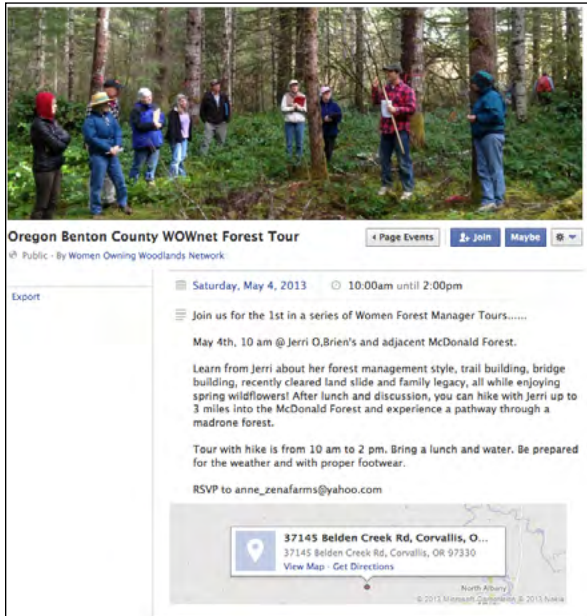 Oregon Benton County WOWnet Forest Tour
Page Events
Join
Maybe
Public · By Women Owning Woodlands Network
Export
Saturday, May 4, 2013
10:00am until 2:00pm
Join us for the 1st in a series of Women Forest Manager Tours......
May 4th, 10 am @ Jerri O,Brien's and adjacent McDonald Forest.
Learn from Jerri about her forest management style, trail building, bridge
building, recently cleared land slide and family legacy, all while enjoying
spring wildflowers! After lunch and discussion, you can hike with Jerri up to
3 miles into the McDonald Forest and experience a pathway through a
madrone forest.
Tour with hike is from 10 am to 2 pm. Bring a lunch and water. Be prepared
for the weather and with proper footwear.
RSVP to anne_zenafarms@yahoo.com
37145 Belden Creek Rd, Corvallis, O...
37145 Belden Creek Rd, Corvallis, OR 97330
View Map · Get Directions
North Albany
© 2013 Microsoft Corporation © 2013 Nokia